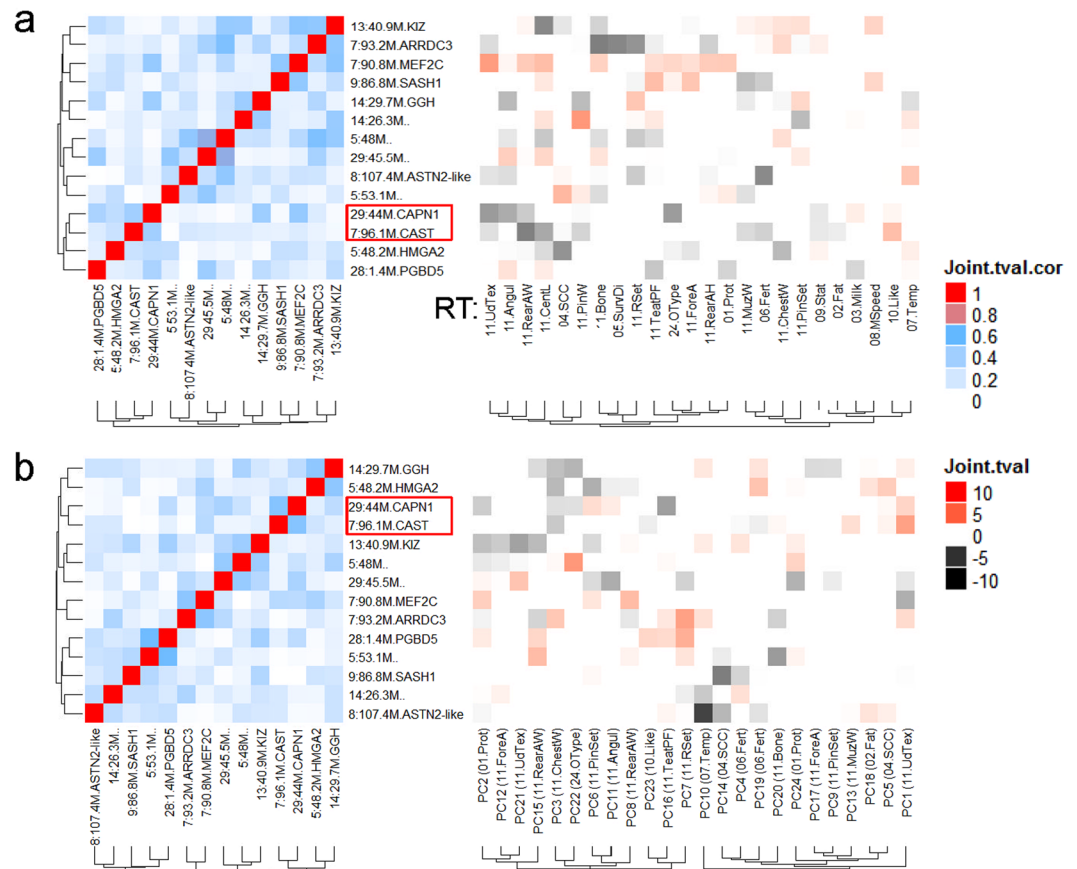 a
13:40.9M.KIZ
7:93.2M.ARRDC3
7:90.8M.MEF2C
9:86.8M.SASH1
14:29.7M.GGH
14:26.3M..
5:48M..
29:45.5M..
8:107.4M.ASTN2-like
5:53.1M..
29:44M.CAPN1
7:96.1M.CAST
5:48.2M.HMGA2
28:1.4M.PGBD5
28:1.4M.PGBD5
5:48.2M.HMGA2
7:96.1M.CAST
29:44M.CAPN1
5:53.1M..
8:107.4M.ASTN2-like
29:45.5M..
5:48M..
14:26.3M..
14:29.7M.GGH
9:86.8M.SASH1
7:90.8M.MEF2C
7:93.2M.ARRDC3
13:40.9M.KIZ
RT:
11.UdTex
11.Angul
11.RearAW
11.CentL
04.SCC
11.PinW
11.Bone
05.SurvDi
11.RSet
11.TeatPF
24.OType
11.ForeA
11.RearAH
01.Prot
11.MuzW
06.Fert
11.ChestW
11.PinSet
09.Stat
02.Fat
03.Milk
08.MSpeed
10.Like
07.Temp
Joint.tval.cor
1
0.8
0.6
0.4
0.2
0
b
14:29.7M.GGH
5:48.2M.HMGA2
29:44M.CAPN1
7:96.1M.CAST
13:40.9M.KIZ
5:48M..
29:45.5M..
7:90.8M.MEF2C
7:93.2M.ARRDC3
28:1.4M.PGBD5
5:53.1M..
9:86.8M.SASH1
14:26.3M..
8:107.4M.ASTN2-like
8:107.4M.ASTN2-like
14:26.3M..
9:86.8M.SASH1
5:53.1M..
28:1.4M.PGBD5
7:93.2M.ARRDC3
7:90.8M.MEF2C
29:45.5M..
5:48M..
13:40.9M.KIZ
7:96.1M.CAST
29:44M.CAPN1
5:48.2M.HMGA2
14:29.7M.GGH
PC2 (01.Prot)
PC12 (11.ForeA)
PC21 (11.UdTex)
PC15 (11.RearAW)
PC3 (11.ChestW)
PC22 (24.OType)
PC6 (11.PinSet)
PC11 (11.Angul)
PC8 (11.RearAW)
PC23 (10.Like)
PC16 (11.TeatPF)
PC7 (11.RSet)
PC10 (07.Temp)
PC14 (04.SCC)
PC4 (06.Fert)
PC19 (06.Fert)
PC20 (11.Bone)
PC24 (01.Prot)
PC17 (11.ForeA)
PC9 (11.PinSet)
PC13 (11.MuzW)
PC18 (02.Fat)
PC5 (04.SCC)
PC1 (11.UdTex)
Joint.tval
10
5
0
-5
-10